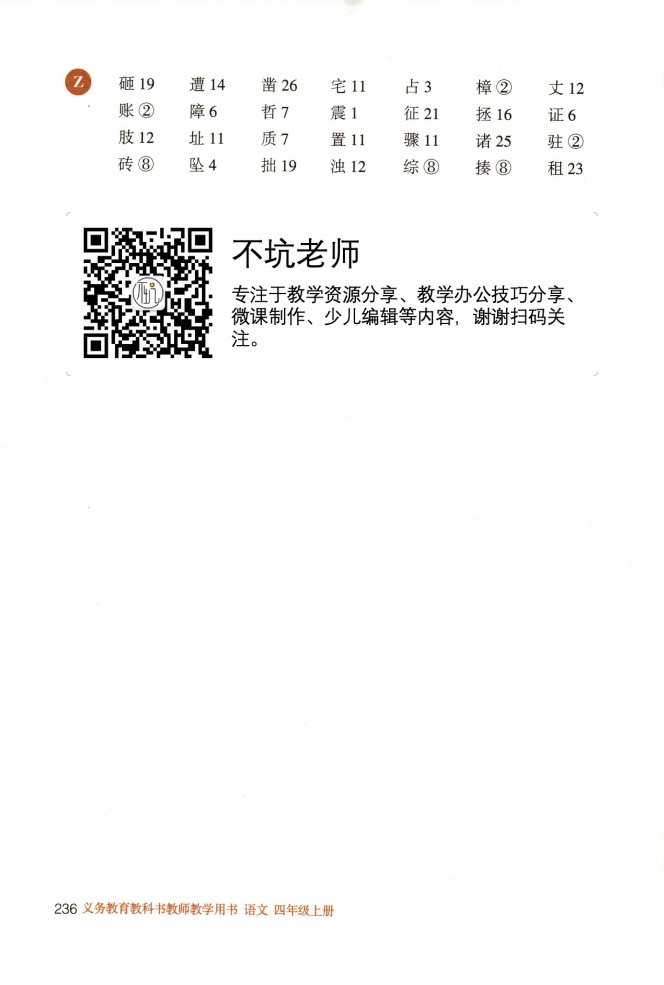 Z 砸 19 遭 14 凿 26 宅 11 占 3 樟 ② 丈 12
账 ② 障 6 哲 7 震 1 征 21 拯 16 证 6
肢 12 址 11 质 7 置 11 骤 11 诸 25 驻 ②
砖 ⑧ 坠 4 拙 19 浊 12 综 ⑧ 揍 ⑧ 租 23
不坑老师
专注于教学资源分享、教学办公技巧分享、
微课制作、少儿编辑等内容，谢谢扫码关
注。
236 义务教育教科书教师教学用书 语文 四年级上册